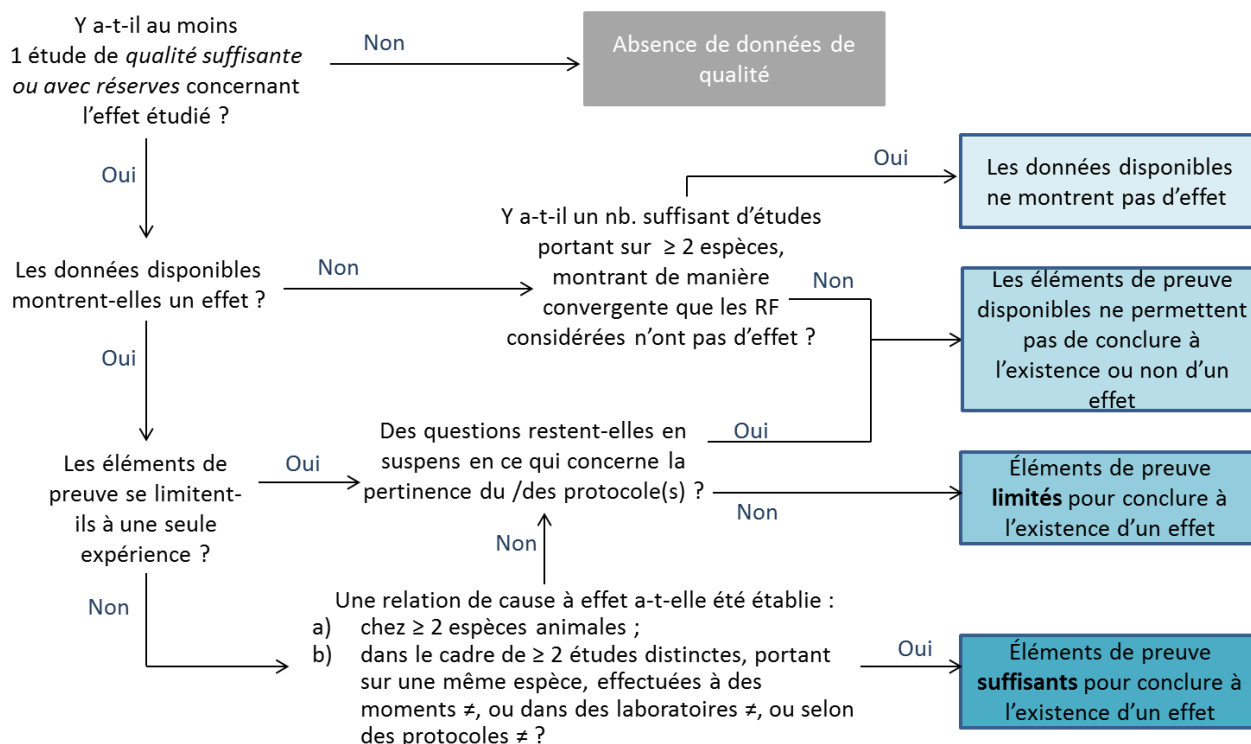 Y a-t-il au moins
1 étude de qualité suffisante
ou avec réserves concernant
l'effet étudié ?
Non
Absence de données de
qualité
Oui
Oui
Les données disponibles
ne montrent pas d'effet
Y a-t-il un nb. suffisant d'études
portant sur ≥ 2 espèces,
montrant de manière
convergente que les RF
considérées n'ont pas d'effet ?
Les données disponibles
montrent-elles un effet ?
Non
Non
Les éléments de preuve
disponibles ne permettent
pas de conclure à
l'existence ou non d'un
effet
Oui
Les éléments de
preuve se limitent-
ils à une seule
expérience ?
Oui
Des questions restent-elles en
suspens en ce qui concerne la
pertinence du /des protocole(s) ?
Oui
Non
Éléments de preuve
limités pour conclure à
l'existence d'un effet
Non
Non
Une relation de cause à effet a-t-elle été établie :
a) chez ≥ 2 espèces animales ;
b) dans le cadre de ≥ 2 études distinctes, portant
sur une même espèce, effectuées à des
moments ≠, ou dans des laboratoires ≠, ou selon
des protocoles ≠ ?
Oui
Éléments de preuve
suffisants pour conclure à
l'existence d'un effet